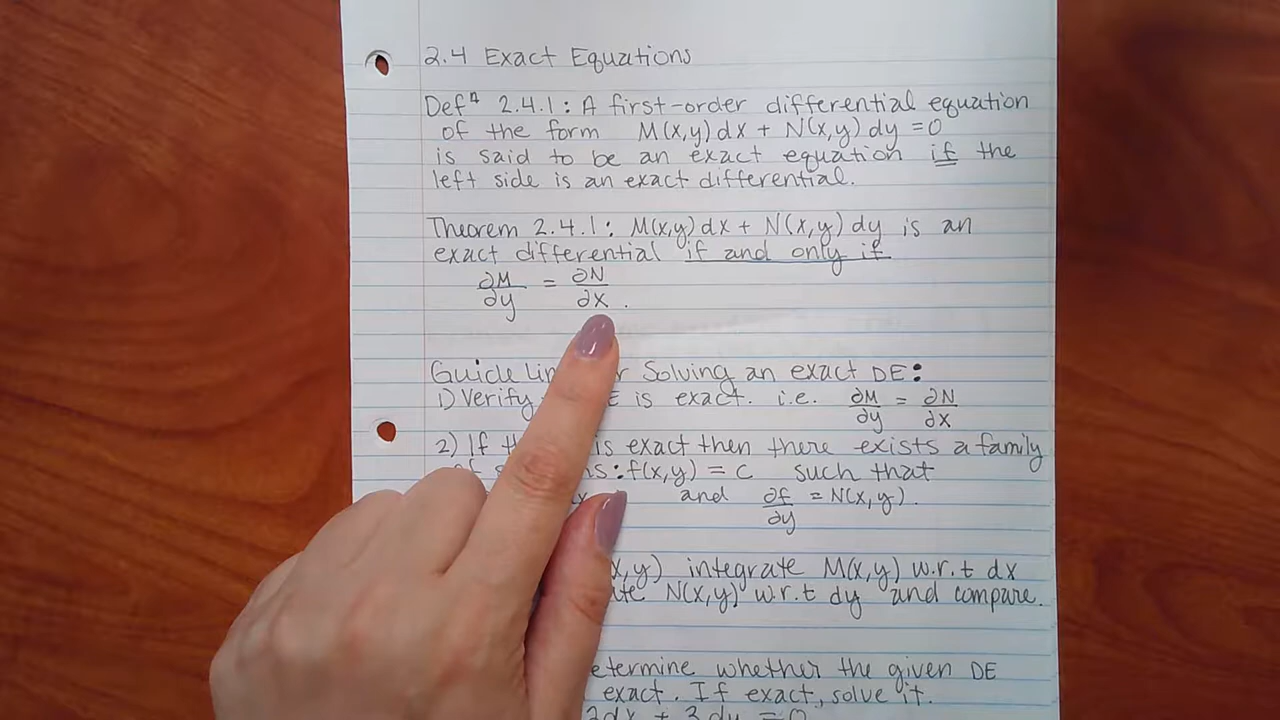 2.4 Exact Equations
Defⁿ 2.4.1: A first-order differential equation
of the form M(x,y)dx + N(x,y)dy = 0
is said to be an exact equation if the
left side is an exact differential.
Theorem 2.4.1: M(x,y)dx + N(x,y)dy is an
exact differential if and only if
∂M/∂y = ∂N/∂x.
Guide Solving an exact DE:
1) Verify is exact. i.e. ∂M/∂y = ∂N/∂x
2) If is exact then there exists a family
f(x,y) = c such that
and ∂f/∂y = N(x,y).
integrate M(x,y) w.r.t dx
N(x,y) w.r.t dy and compare.
whether the given DE
exact. If exact, solve it.
2dx + 3dy = 0